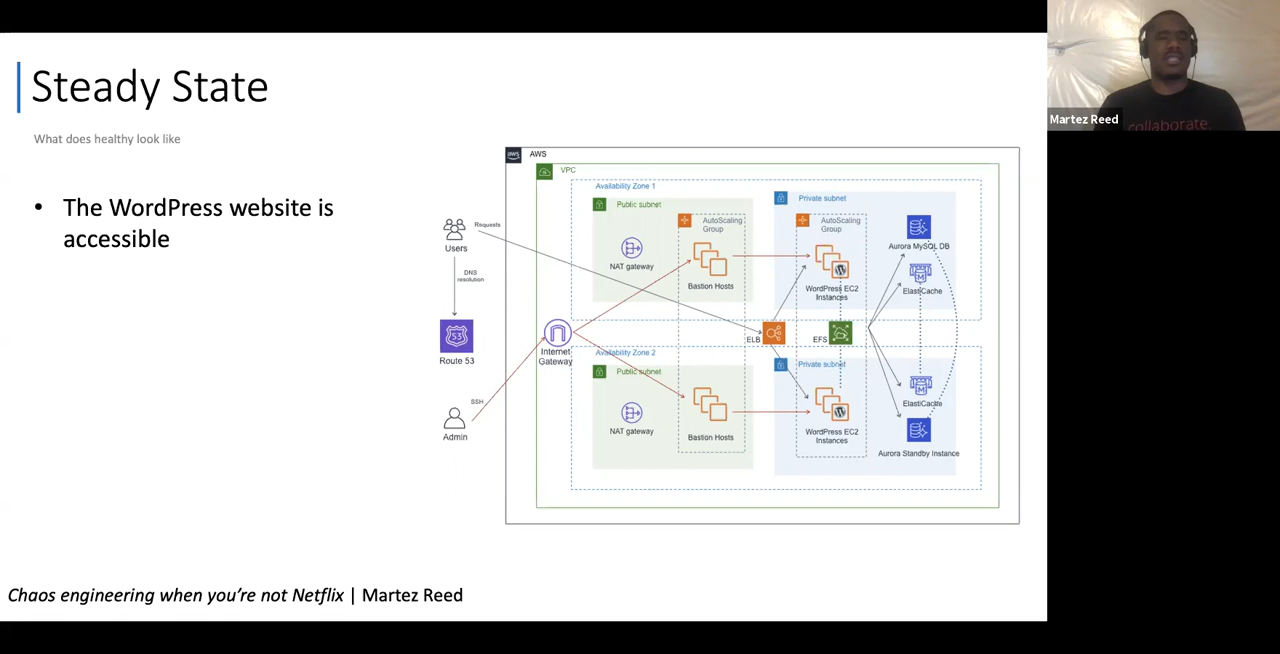 Steady State
What does healthy look like
• The WordPress website is
accessible
Users
Requests
DNS
resolution
53
Route 53
SSH
Admin
aws
AWS
VPC
Availability Zone 1
Public subnet
NAT gateway
AutoScaling
Group
Bastion Hosts
Private subnet
AutoScaling
Group
WordPress EC2
Instances
Aurora MySQL DB
ElastiCache
Internet
Gateway
ELB
EFS
Availability Zone 2
Public subnet
NAT gateway
Bastion Hosts
Private subnet
WordPress EC2
Instances
ElastiCache
Aurora Standby Instance
Chaos engineering when you're not Netflix | Martez Reed
collaborate.
Martez Reed